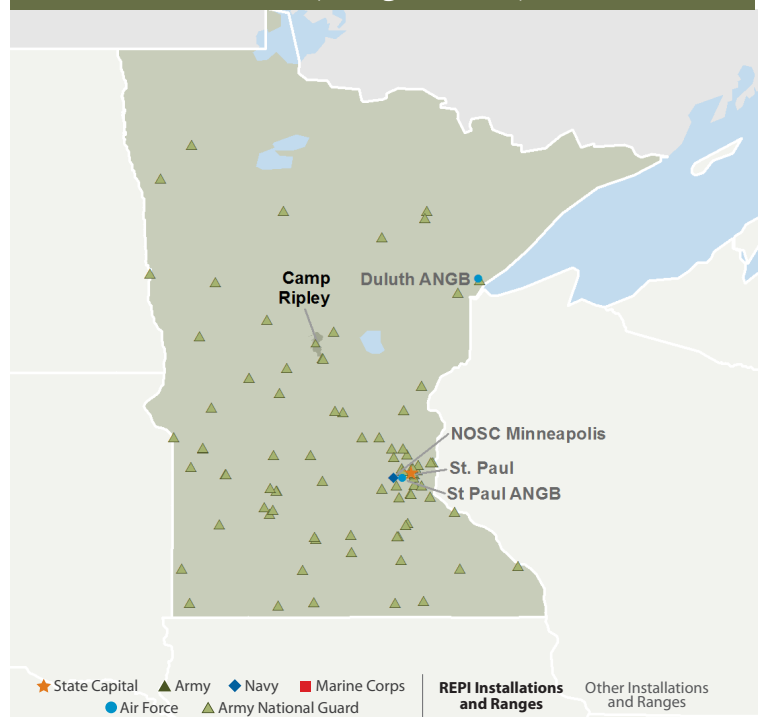 Camp
Ripley
Duluth ANGB
NOSC Minneapolis
St. Paul
St Paul ANGB
State Capital
Army
Navy
Marine Corps
Air Force
Army National Guard
REPI Installations
and Ranges
Other Installations
and Ranges